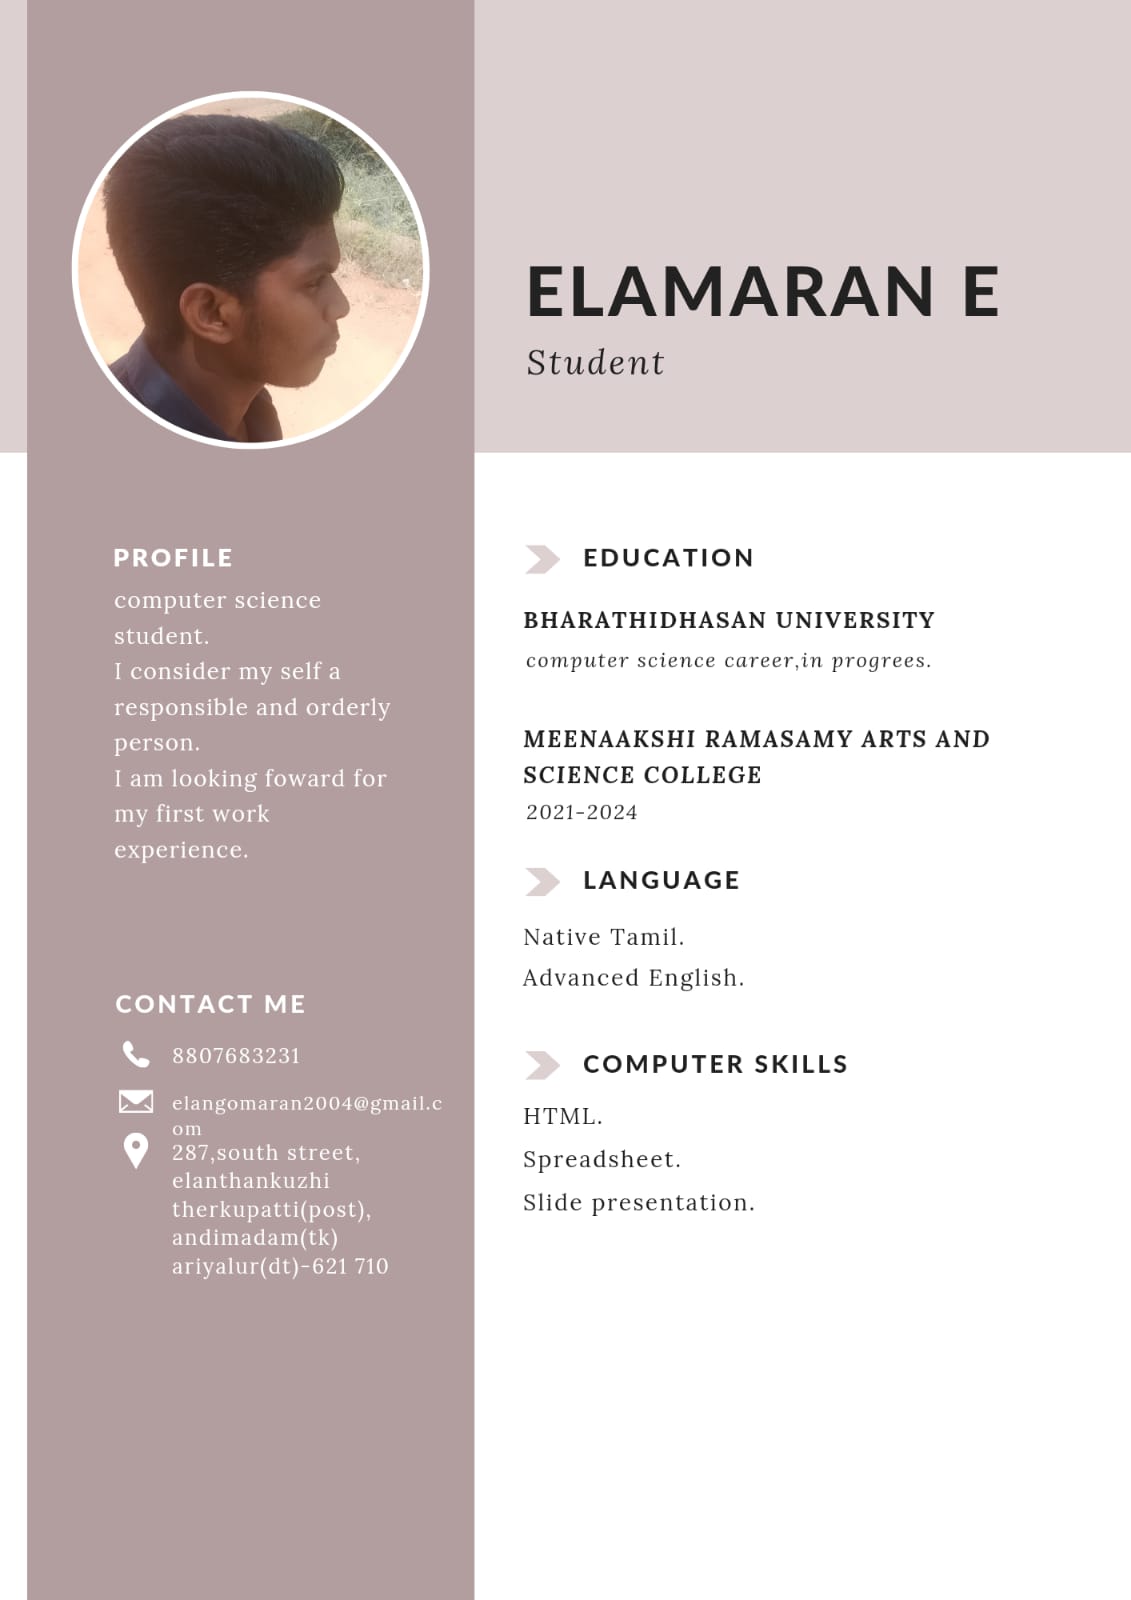 ELAMARAN E
Student
PROFILE
computer science
student.
I consider my self a
responsible and orderly
person.
I am looking foward for
my first work
experience.
CONTACT ME
8807683231
elangomaran2004@gmail.c
om
287,south street,
elanthankuzhi
therkupatti(post),
andimadam(tk)
ariyalur(dt)-621 710
EDUCATION
BHARATHIDHASAN UNIVERSITY
computer science career,in progrees.
MEENAAKSHI RAMASAMY ARTS AND
SCIENCE COLLEGE
2021-2024
LANGUAGE
Native Tamil.
Advanced English.
COMPUTER SKILLS
HTML.
Spreadsheet.
Slide presentation.